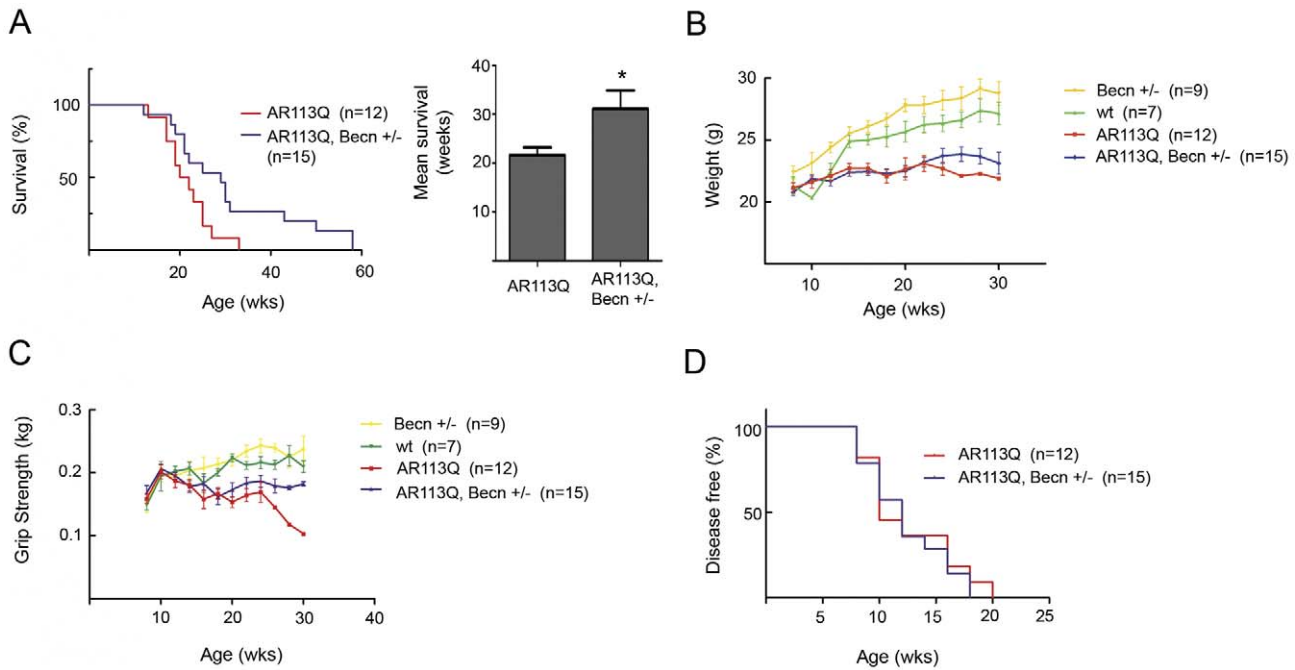 A
Survival (%)
100
50
20
40
60
Age (wks)
AR113Q (n=12)
AR113Q, Becn +/-
(n=15)
Mean survival
(weeks)
40
30
20
10
*
AR113Q
AR113Q,
Becn +/-
B
Weight (g)
30
25
20
10
20
30
Age (wks)
Becn +/- (n=9)
wt (n=7)
AR113Q (n=12)
AR113Q, Becn +/- (n=15)
C
Grip Strength (kg)
0.3
0.2
0.1
10
20
30
40
Age (wks)
Becn +/- (n=9)
wt (n=7)
AR113Q (n=12)
AR113Q, Becn +/- (n=15)
D
Disease free (%)
100
50
5
10
15
20
25
Age (wks)
AR113Q (n=12)
AR113Q, Becn +/- (n=15)